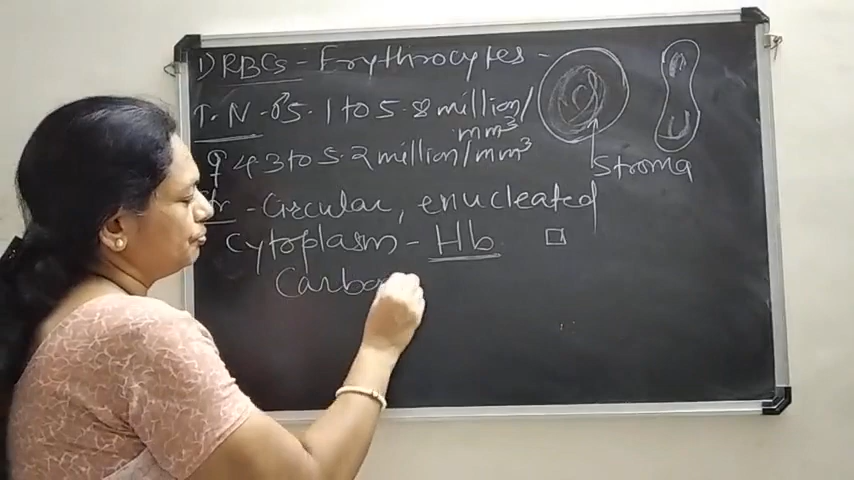 1) RBCs - Erythrocytes -
T.N - ♂5.1 to 5.8 million/
mm³
♀ 4.3 to 5.2 million/mm³
Stroma
Str - Circular, enucleated
Cytoplasm - Hb
Carbo